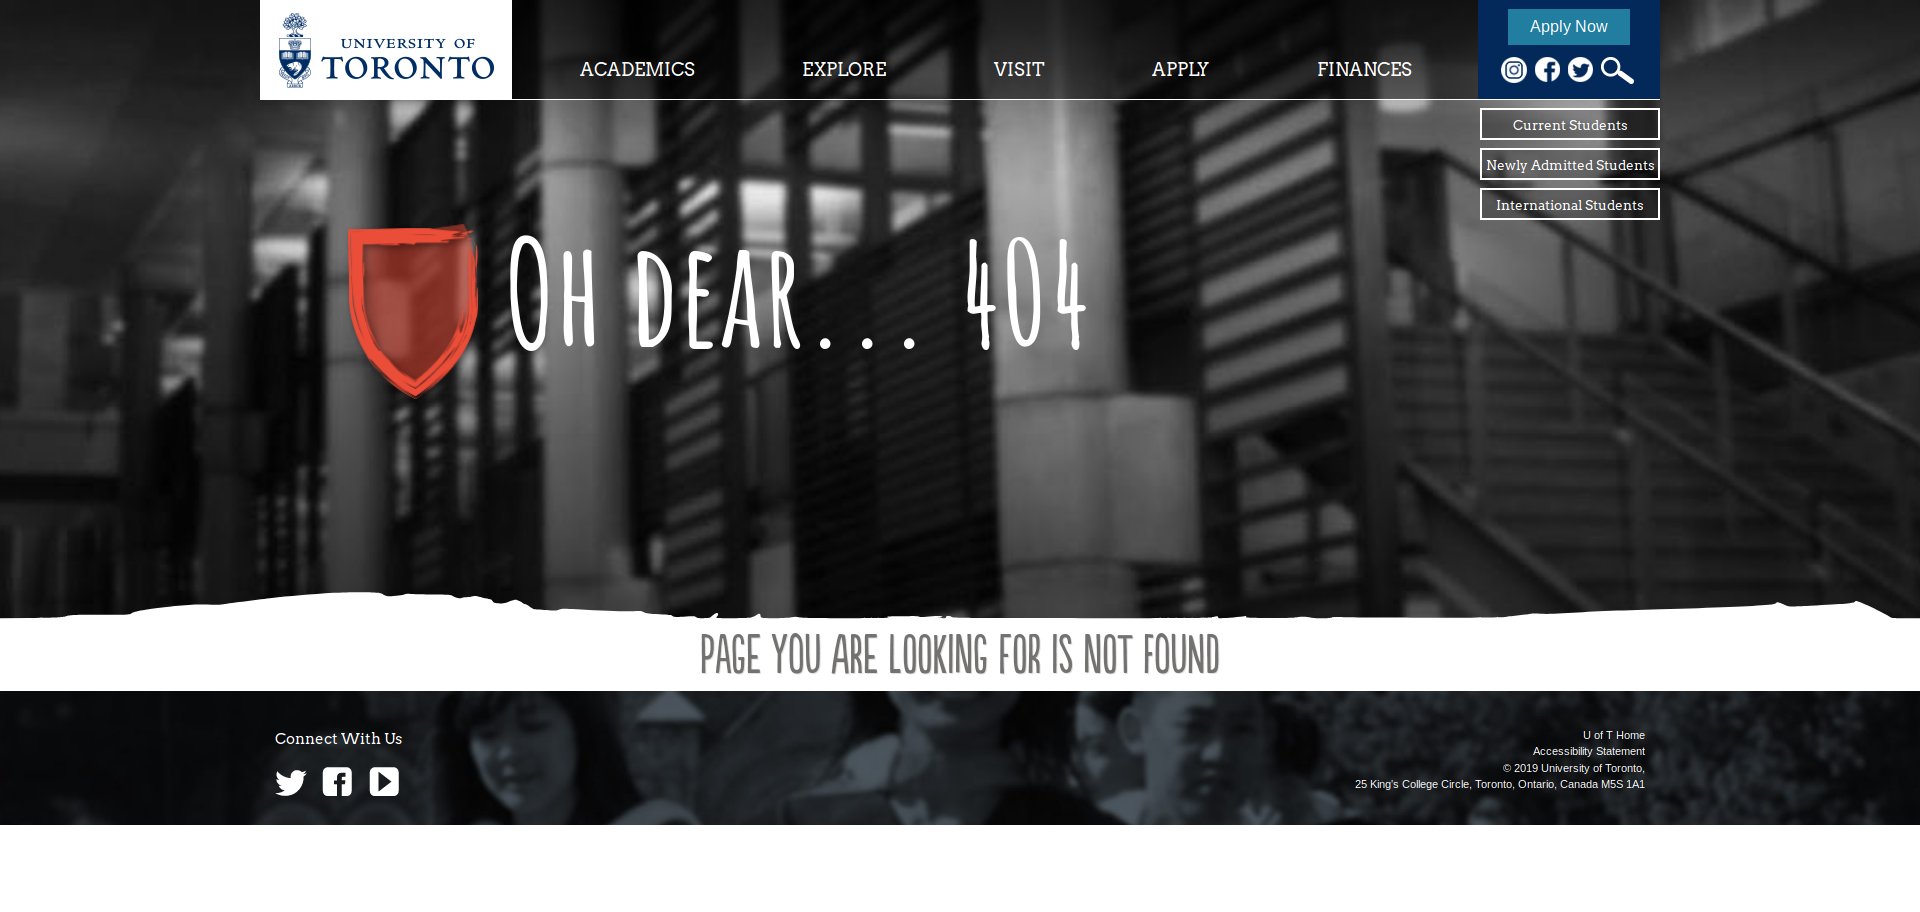 UNIVERSITY OF
TORONTO
ACADEMICS
EXPLORE
VISIT
APPLY
FINANCES
Apply Now
Current Students
Newly Admitted Students
International Students
Oh dear... 404
PAGE YOU ARE LOOKING FOR IS NOT FOUND
Connect With Us
U of T Home
Accessibility Statement
© 2019 University of Toronto,
25 King's College Circle, Toronto, Ontario, Canada M5S 1A1